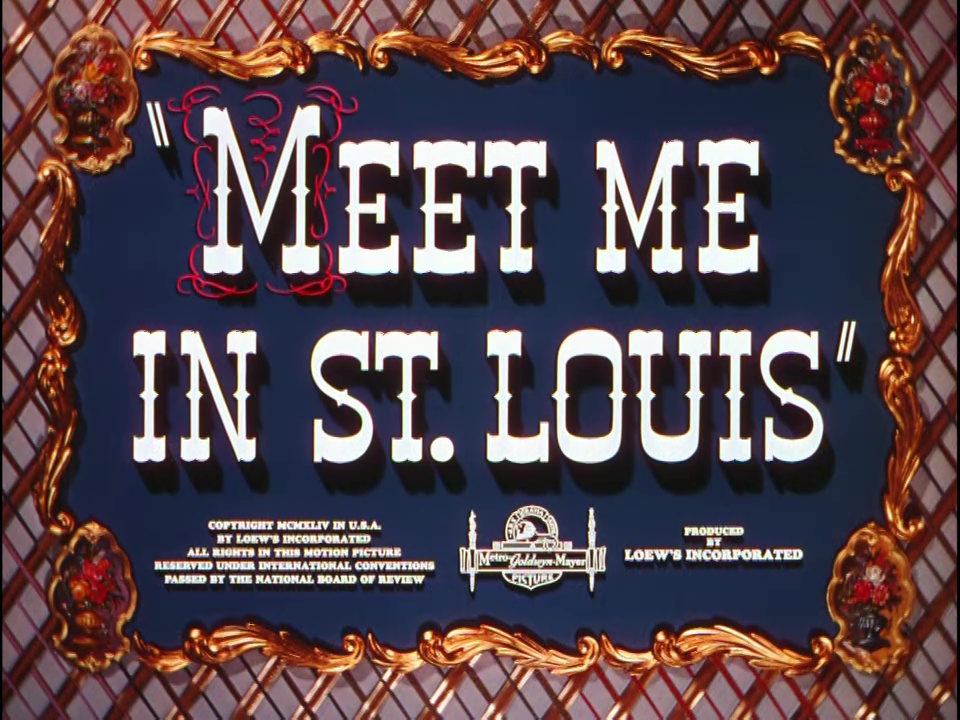 "MEET ME
IN ST. LOUIS"
COPYRIGHT MCMXLIV IN U.S.A.
BY LOEW'S INCORPORATED
ALL RIGHTS IN THIS MOTION PICTURE
RESERVED UNDER INTERNATIONAL CONVENTIONS
PASSED BY THE NATIONAL BOARD OF REVIEW
Metro-Goldwyn-Mayer
PICTURE
PRODUCED
BY
LOEW'S INCORPORATED